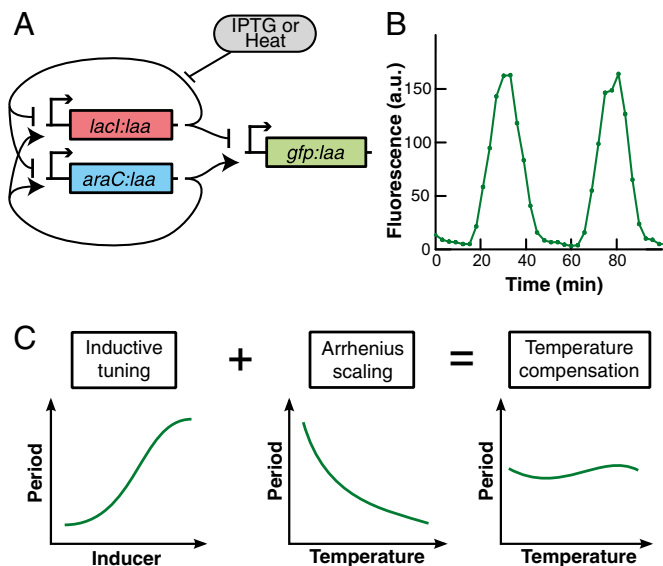 A
IPTG or
Heat
lacI:laa
araC:laa
gfp:laa
B
Fluorescence (a.u.)
150
100
50
0
0 20 40 60 80
Time (min)
C
Inductive
tuning
+
Arrhenius
scaling
=
Temperature
compensation
Period
Inducer
Period
Temperature
Period
Temperature